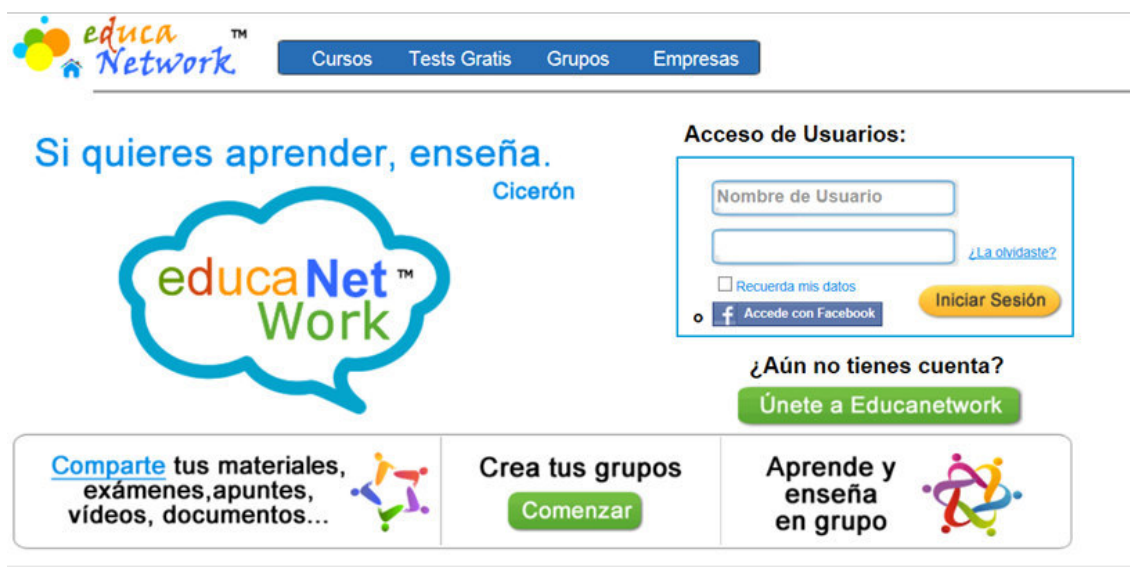 educa ™
Network
Cursos Tests Gratis Grupos Empresas
Si quieres aprender, enseña.
Cicerón
educaNet™
Work
Acceso de Usuarios:
Nombre de Usuario
¿La olvidaste?
Recuerda mis datos
Iniciar Sesión
o f Accede con Facebook
¿Aún no tienes cuenta?
Únete a Educanetwork
Comparte tus materiales,
exámenes,apuntes,
vídeos, documentos...
Crea tus grupos
Comenzar
Aprende y
enseña
en grupo